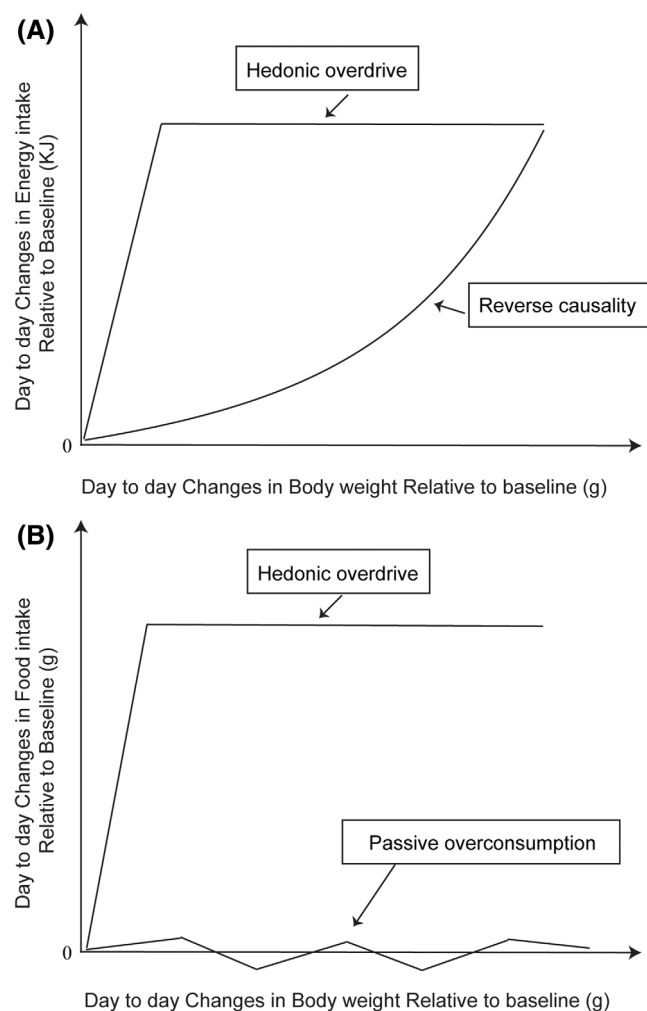 (A)
Hedonic overdrive
Day to day Changes in Energy intake
Relative to Baseline (KJ)
Reverse causality
0
Day to day Changes in Body weight Relative to baseline (g)
(B)
Hedonic overdrive
Day to day Changes in Food intake
Relative to Baseline (g)
Passive overconsumption
0
Day to day Changes in Body weight Relative to baseline (g)